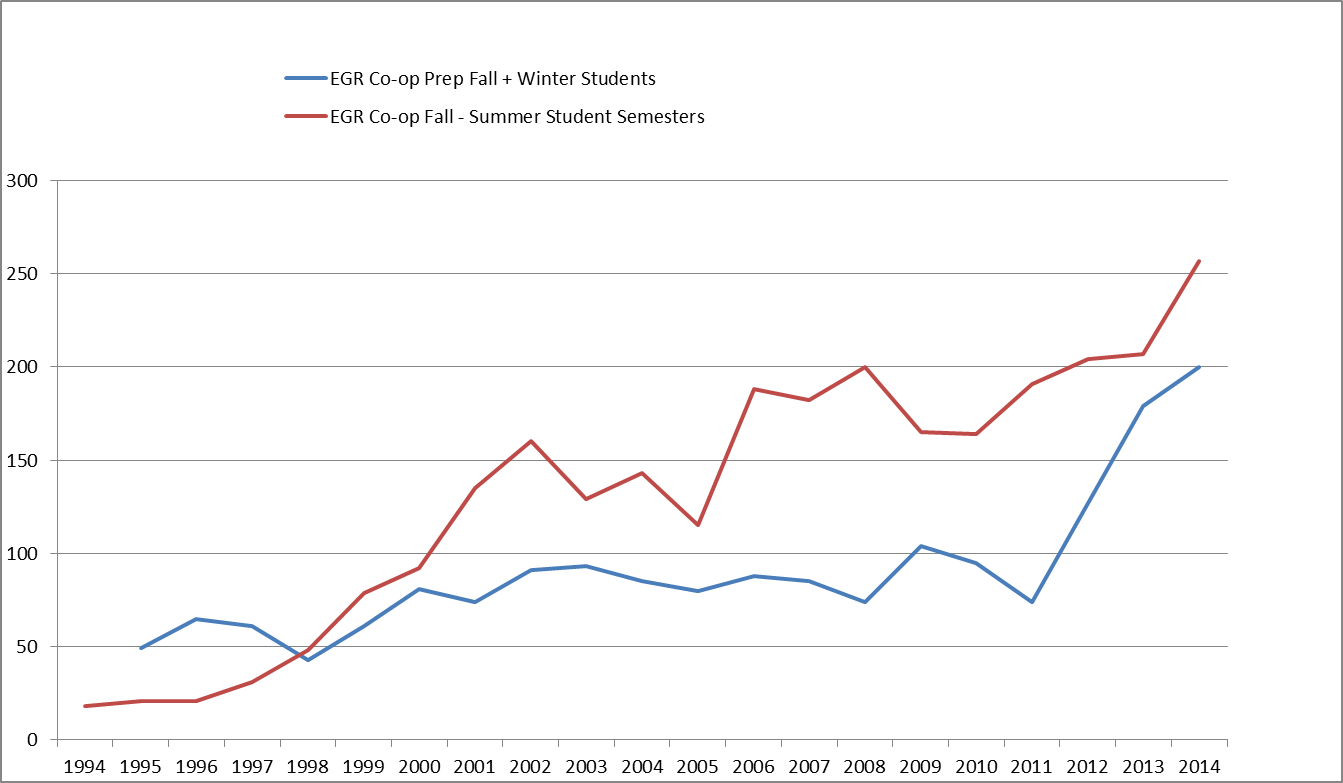 EGR Co-op Prep Fall + Winter Students
EGR Co-op Fall - Summer Student Semesters
300
250
200
150
100
50
0
1994 1995 1996 1997 1998 1999 2000 2001 2002 2003 2004 2005 2006 2007 2008 2009 2010 2011 2012 2013 2014